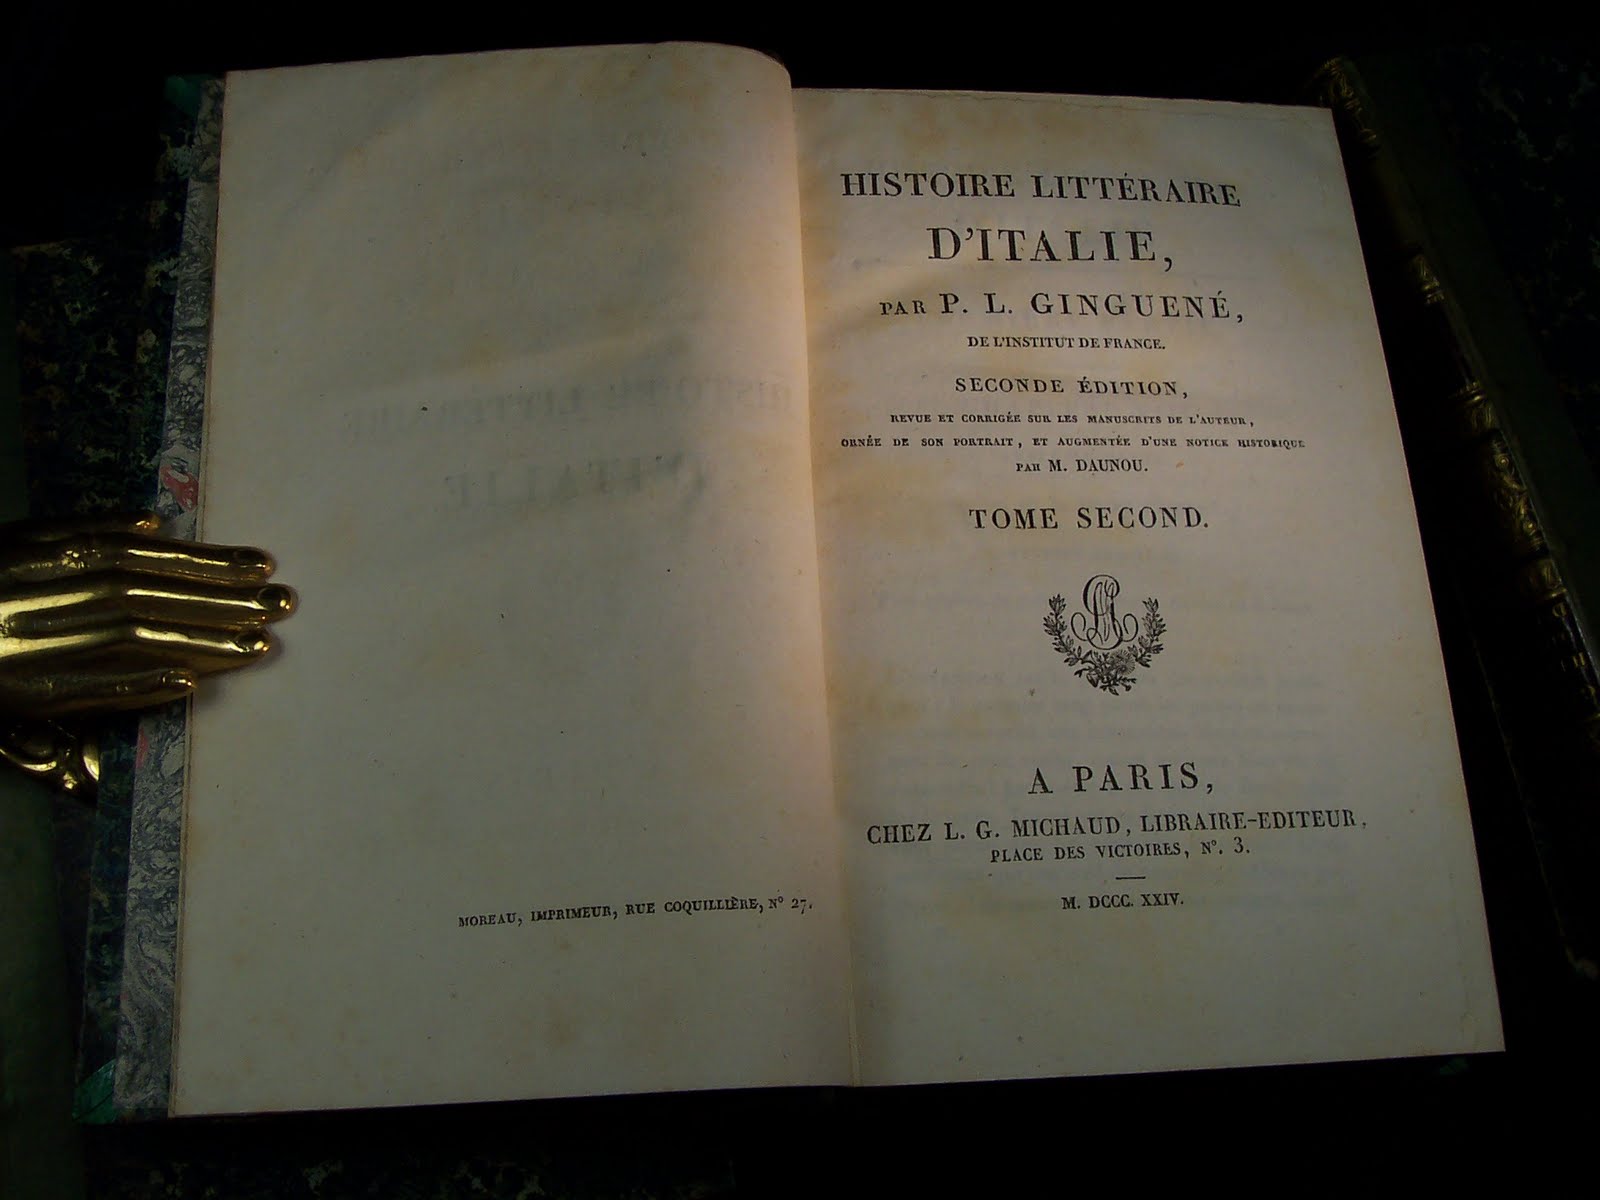 MOREAU, IMPRIMEUR, RUE COQUILLIÈRE, N° 27.
HISTOIRE LITTÉRAIRE
D'ITALIE,
PAR P. L. GINGUENÉ,
DE L'INSTITUT DE FRANCE.
SECONDE ÉDITION,
REVUE ET CORRIGÉE SUR LES MANUSCRITS DE L'AUTEUR,
ORNÉE DE SON PORTRAIT, ET AUGMENTÉE D'UNE NOTICE HISTORIQUE
PAR M. DAUNOU.
TOME SECOND.
A PARIS,
CHEZ L. G. MICHAUD, LIBRAIRE-EDITEUR,
PLACE DES VICTOIRES, N°. 3.
M. DCCC. XXIV.